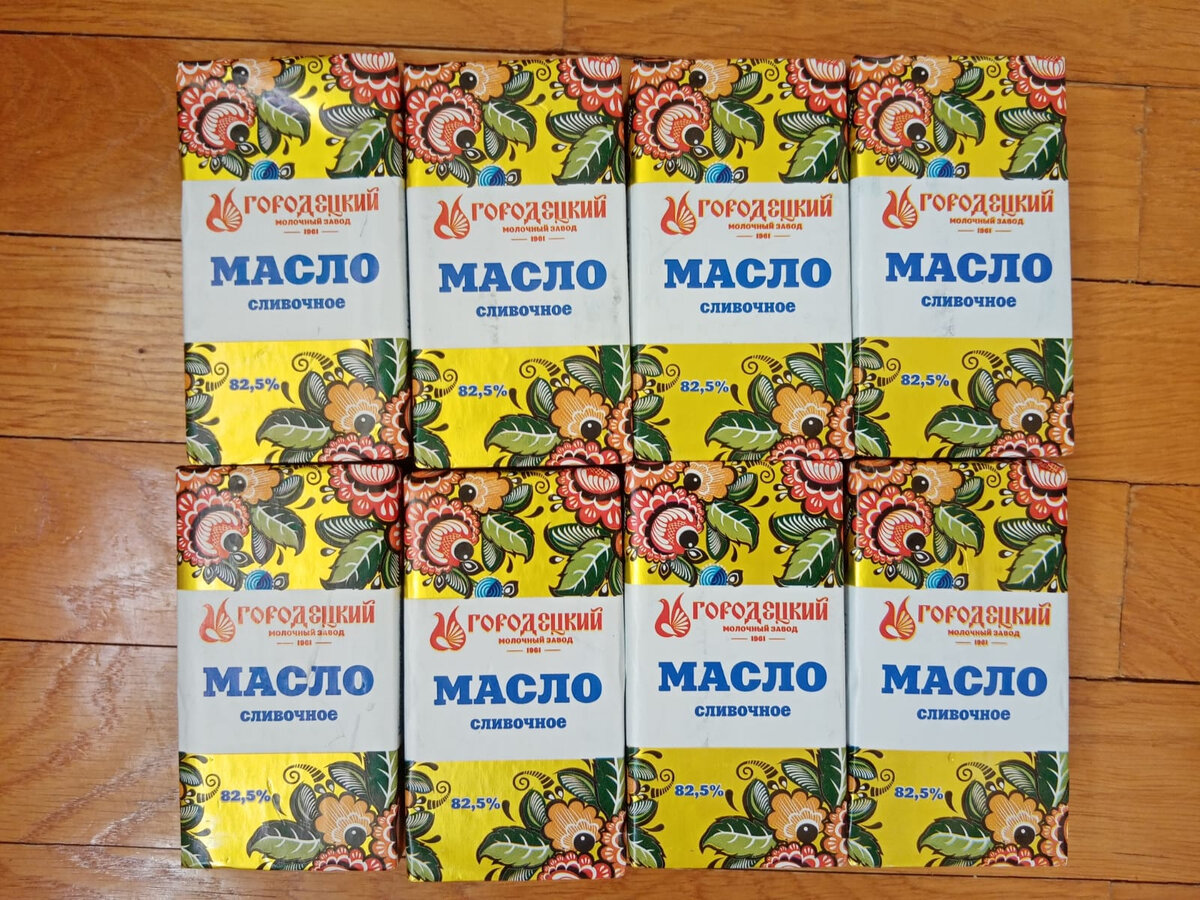 ГОРОДЕЦКИЙ
МОЛОЧНЫЙ ЗАВОД
1961
МАСЛО
сливочное
82,5%
ГОРОДЕЦКИЙ
МОЛОЧНЫЙ ЗАВОД
1961
МАСЛО
сливочное
82,5%
ГОРОДЕЦКИЙ
МОЛОЧНЫЙ ЗАВОД
1961
МАСЛО
сливочное
82,5%
ГОРОДЕЦКИЙ
МОЛОЧНЫЙ ЗАВОД
1961
МАСЛО
сливочное
82,5%
ГОРОДЕЦКИЙ
МОЛОЧНЫЙ ЗАВОД
1961
МАСЛО
сливочное
82,5%
ГОРОДЕЦКИЙ
МОЛОЧНЫЙ ЗАВОД
1961
МАСЛО
сливочное
82,5%
ГОРОДЕЦКИЙ
МОЛОЧНЫЙ ЗАВОД
1961
МАСЛО
сливочное
82,5%
ГОРОДЕЦКИЙ
МОЛОЧНЫЙ ЗАВОД
1961
МАСЛО
сливочное
82,5%